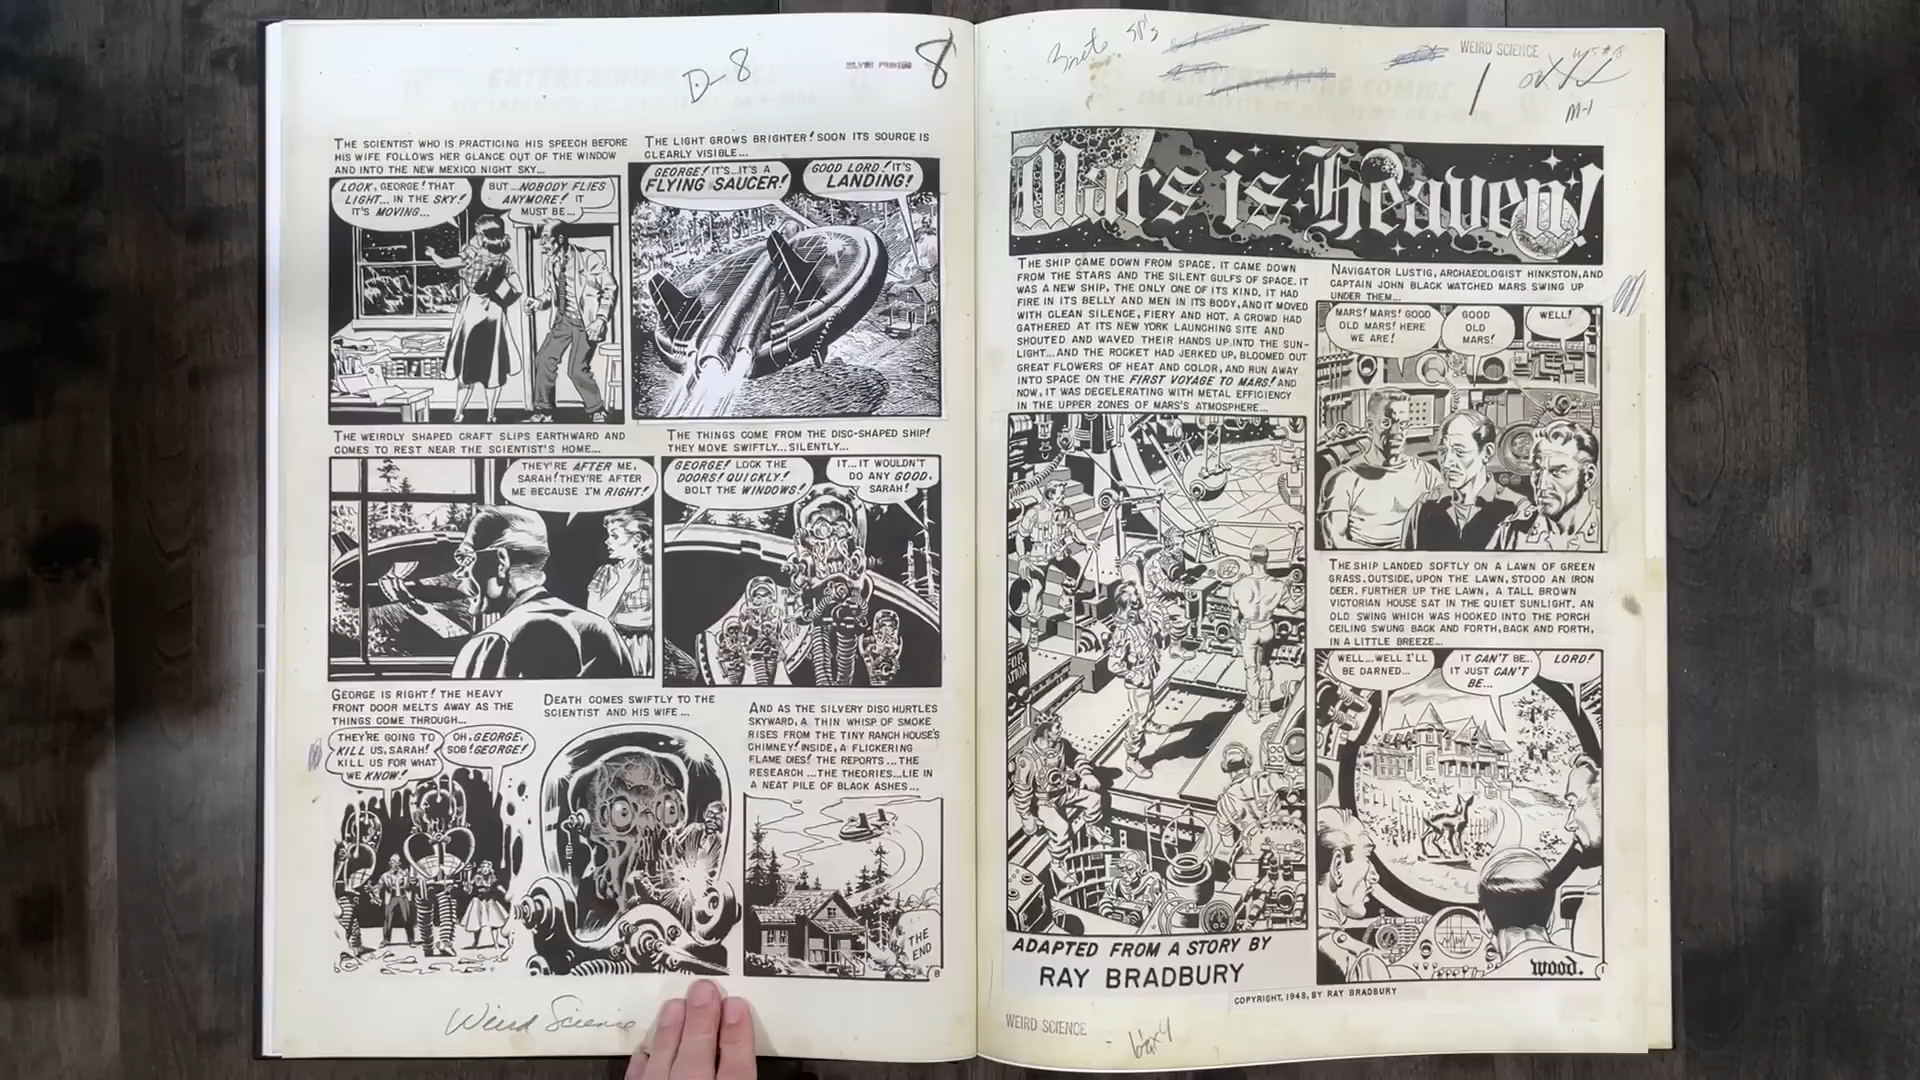 D-8
8
THE SCIENTIST WHO IS PRACTICING HIS SPEECH BEFORE
HIS WIFE FOLLOWS HER GLANCE OUT OF THE WINDOW
AND INTO THE NEW MEXICO NIGHT SKY...
LOOK, GEORGE! THAT
LIGHT... IN THE SKY!
IT'S MOVING...
BUT...NOBODY FLIES
ANYMORE! IT
MUST BE...
THE LIGHT GROWS BRIGHTER! SOON ITS SOURCE IS
CLEARLY VISIBLE...
GEORGE! IT'S...IT'S A
FLYING SAUCER!
GOOD LORD! IT'S
LANDING!
THE WEIRDLY SHAPED CRAFT SLIPS EARTHWARD AND
COMES TO REST NEAR THE SCIENTIST'S HOME...
THEY'RE AFTER ME,
SARAH! THEY'RE AFTER
ME BECAUSE I'M RIGHT!
THE THINGS COME FROM THE DISC-SHAPED SHIP!
THEY MOVE SWIFTLY...SILENTLY...
GEORGE! LOCK THE
DOORS! QUICKLY!
BOLT THE WINDOWS!
IT...IT WOULDN'T
DO ANY GOOD,
SARAH!
GEORGE IS RIGHT! THE HEAVY
FRONT DOOR MELTS AWAY AS THE
THINGS COME THROUGH...
THEY'RE GOING TO
KILL US, SARAH!
KILL US FOR WHAT
WE KNOW!
OH, GEORGE,
SOB! GEORGE!
DEATH COMES SWIFTLY TO THE
SCIENTIST AND HIS WIFE...
AND AS THE SILVERY DISC HURTLES
SKYWARD, A THIN WHISP OF SMOKE
RISES FROM THE TINY RANCH HOUSE'S
CHIMNEY! INSIDE, A FLICKERING
FLAME DIES! THE REPORTS...THE
RESEARCH...THE THEORIES...LIE IN
A NEAT PILE OF BLACK ASHES...
THE
END
8
Weird Science
WEIRD SCIENCE
1
M-1
Mars is Heaven!
THE SHIP CAME DOWN FROM SPACE. IT CAME DOWN
FROM THE STARS AND THE SILENT GULFS OF SPACE. IT
WAS A NEW SHIP, THE ONLY ONE OF ITS KIND. IT HAD
FIRE IN ITS BELLY AND MEN IN ITS BODY, AND IT MOVED
WITH CLEAN SILENCE, FIERY AND HOT. A CROWD HAD
GATHERED AT ITS NEW YORK LAUNCHING SITE AND
SHOUTED AND WAVED THEIR HANDS UP INTO THE SUN-
LIGHT...AND THE ROCKET HAD JERKED UP, BLOOMED OUT
GREAT FLOWERS OF HEAT AND COLOR, AND RUN AWAY
INTO SPACE ON THE FIRST VOYAGE TO MARS! AND
NOW, IT WAS DECELERATING WITH METAL EFFICIENCY
IN THE UPPER ZONES OF MARS'S ATMOSPHERE...
ADAPTED FROM A STORY BY
RAY BRADBURY
NAVIGATOR LUSTIG, ARCHAEOLOGIST HINKSTON, AND
CAPTAIN JOHN BLACK WATCHED MARS SWING UP
UNDER THEM...
MARS! MARS! GOOD
OLD MARS! HERE
WE ARE!
GOOD
OLD
MARS!
WELL!
THE SHIP LANDED SOFTLY ON A LAWN OF GREEN
GRASS. OUTSIDE, UPON THE LAWN, STOOD AN IRON
DEER. FURTHER UP THE LAWN, A TALL BROWN
VICTORIAN HOUSE SAT IN THE QUIET SUNLIGHT. AN
OLD SWING WHICH WAS HOOKED INTO THE PORCH
CEILING SWUNG BACK AND FORTH, BACK AND FORTH,
IN A LITTLE BREEZE...
WELL...WELL I'LL
BE DARNED...
IT CAN'T BE...
IT JUST CAN'T
BE...
LORD!
wood.
1
COPYRIGHT, 1948, BY RAY BRADBURY
WEIRD SCIENCE